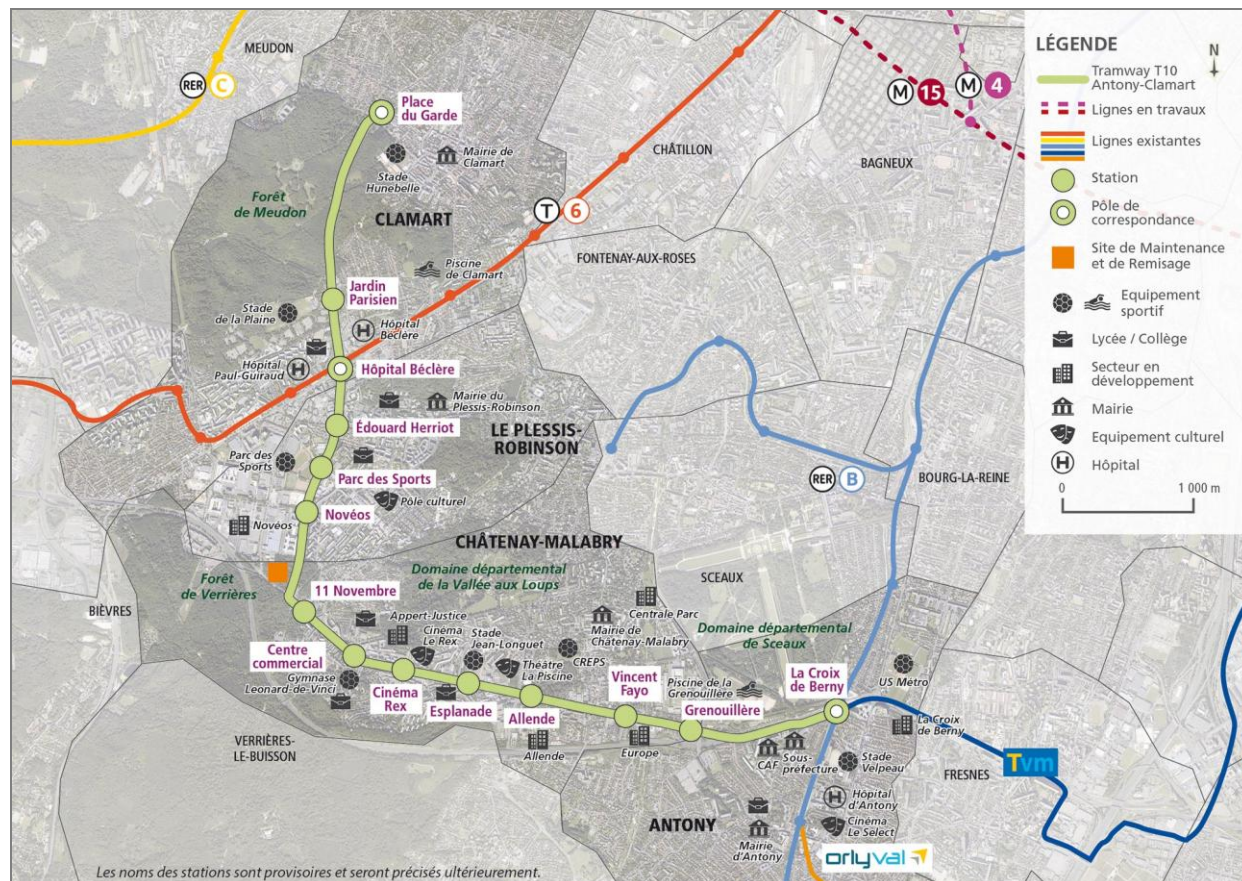 MEUDON
RER C
Place
du Garde
Mairie de
Clamart
Stade
Hunebelle
Forêt
de Meudon
CLAMART
CHÂTILLON
M 15
M 4
BAGNEUX
T 6
FONTENAY-AUX-ROSES
Piscine
de Clamart
Jardin
Parisien
Stade
de la Plaine
Hôpital
Béclère
Hôpital
Paul-Guiraud
Hôpital Béclère
Mairie du
Plessis-Robinson
Édouard Herriot
LE PLESSIS-
ROBINSON
Parc des
Sports
Parc des Sports
Pôle culturel
Novéos
Novéos
RER B
BOURG-LA-REINE
CHÂTENAY-MALABRY
Domaine départemental
de la Vallée aux Loups
SCEAUX
Forêt
de Verrières
BIÈVRES
11 Novembre
Appert-Justice
Centrale Parc
Mairie de
Châtenay-Malabry
Domaine départemental
de Sceaux
Cinéma
Le Rex
Stade
Jean-Longuet
CREPS
Théâtre
La Piscine
Centre
commercial
Gymnase
Leonard-de-Vinci
Cinéma
Rex
Esplanade
Allende
Vincent
Fayo
Piscine de la
Grenouillère
Grenouillère
La Croix
de Berny
US Métro
La Croix
de Berny
VERRIÈRES-
LE-BUISSON
Allende
Europe
CAF
Sous-
préfecture
Stade
Velpeau
FRESNES
Tvm
Hôpital
d'Antony
ANTONY
Mairie
d'Antony
Cinéma
Le Select
orlyval
Les noms des stations sont provisoires et seront précisés ultérieurement.
LÉGENDE
N
Tramway T10
Antony-Clamart
Lignes en travaux
Lignes existantes
Station
Pôle de
correspondance
Site de Maintenance
et de Remisage
Equipement
sportif
Lycée / Collège
Secteur en
développement
Mairie
Equipement culturel
H Hôpital
0 1 000 m